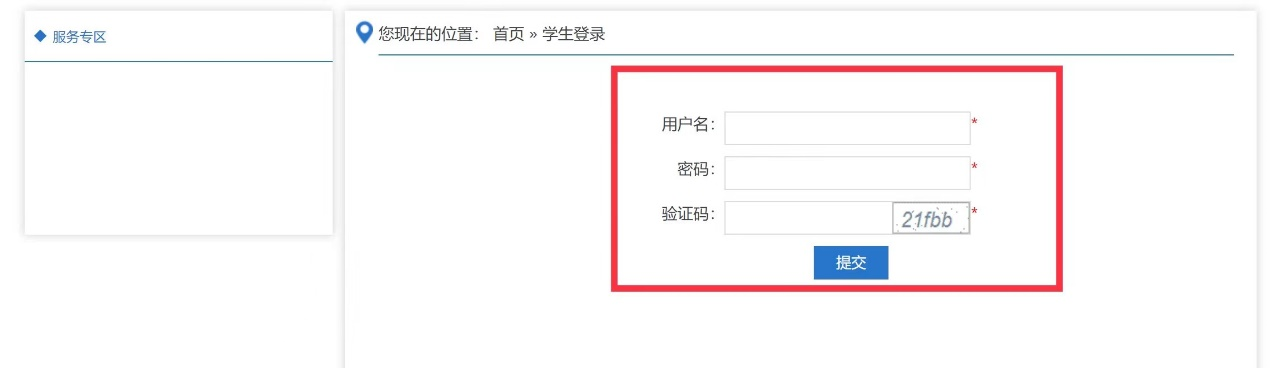 服务专区
您现在的位置： 首页 » 学生登录
用户名： *
密码： *
验证码： 21fbb *
提交